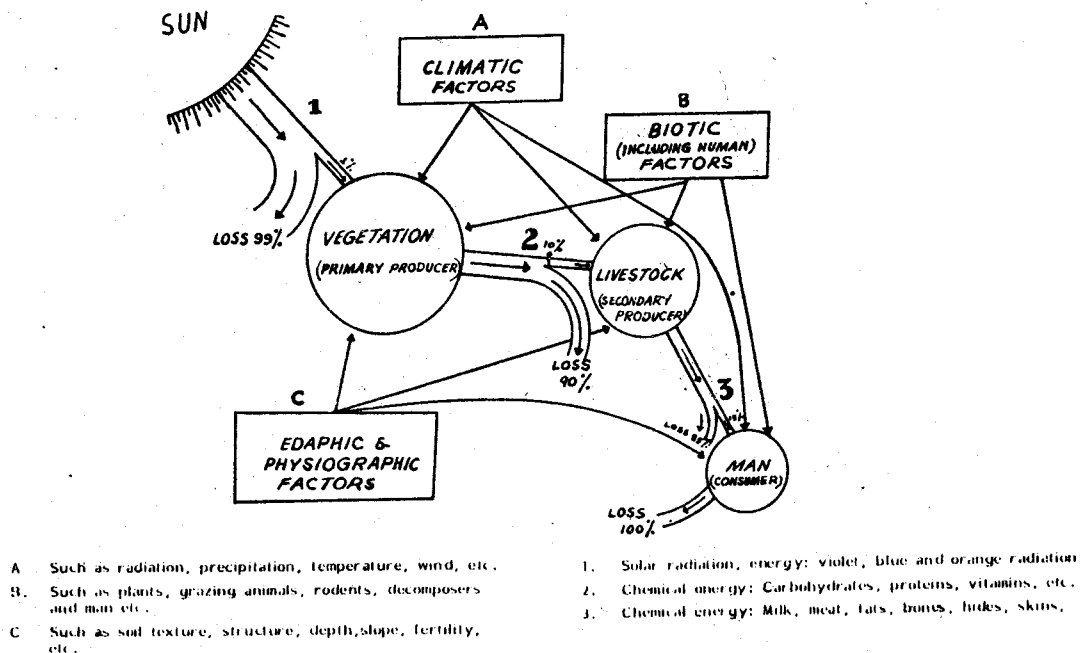 SUN
A
CLIMATIC
FACTORS
B
BIOTIC
(INCLUDING HUMAN)
FACTORS
1
1%
LOSS 99%
VEGETATION
(PRIMARY PRODUCER)
2
10%
LIVESTOCK
(SECONDARY
PRODUCER)
LOSS
90%
3
LOSS
C
EDAPHIC &
PHYSIOGRAPHIC
FACTORS
MAN
(CONSUMER)
LOSS
100%
A Such as radiation, precipitation, temperature, wind, etc.
B. Such as plants, grazing animals, rodents, decomposers
and man etc.
C Such as soil texture, structure, depth,slope, fertility,
etc.
1. Solar radiation, energy: violet, blue and orange radiation
2. Chemical energy: Carbohydrates, proteins, vitamins, etc.
3. Chemical energy: Milk, meat, fats, bones, hides, skins,